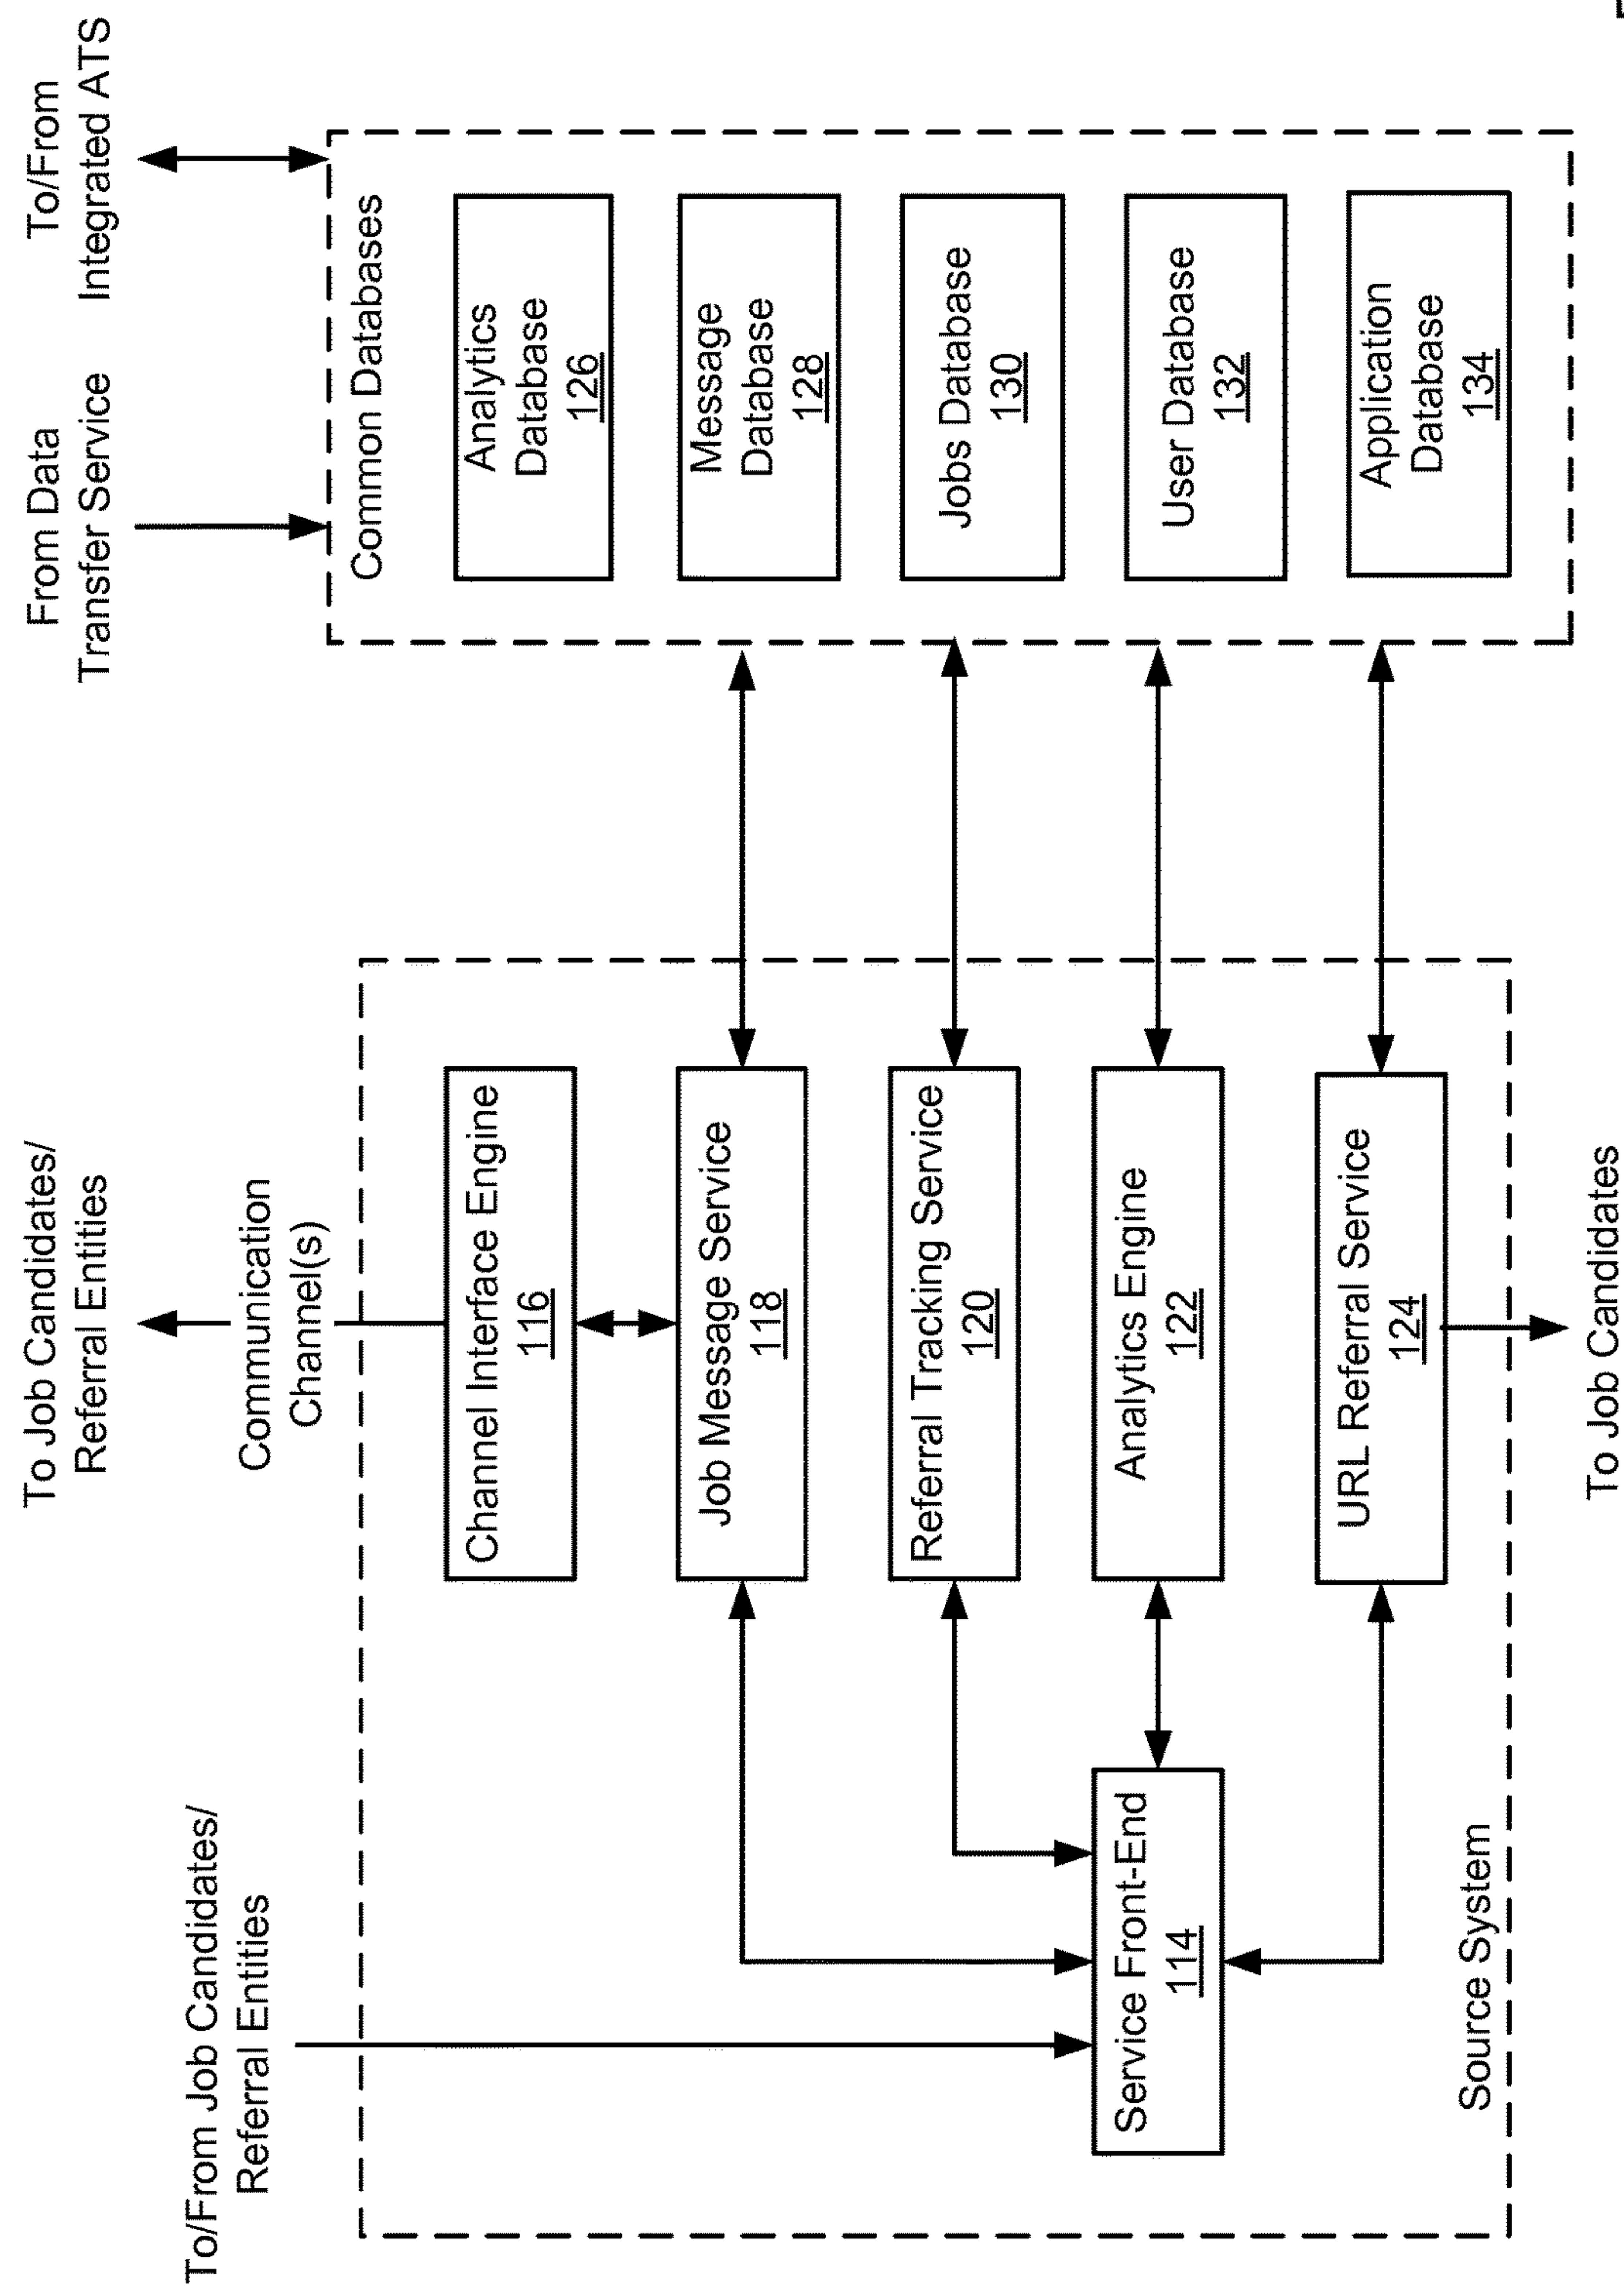 To/From Job Candidates/
Referral Entities
To Job Candidates/
Referral Entities
Communication
Channel(s)
From Data
Transfer Service
To/From
Integrated ATS
Channel Interface Engine
116
Job Message Service
118
Referral Tracking Service
120
Service Front-End
114
Analytics Engine
122
URL Referral Service
124
Source System
To Job Candidates
Common Databases
Analytics
Database
126
Message
Database
128
Jobs Database
130
User Database
132
Application
Database
134